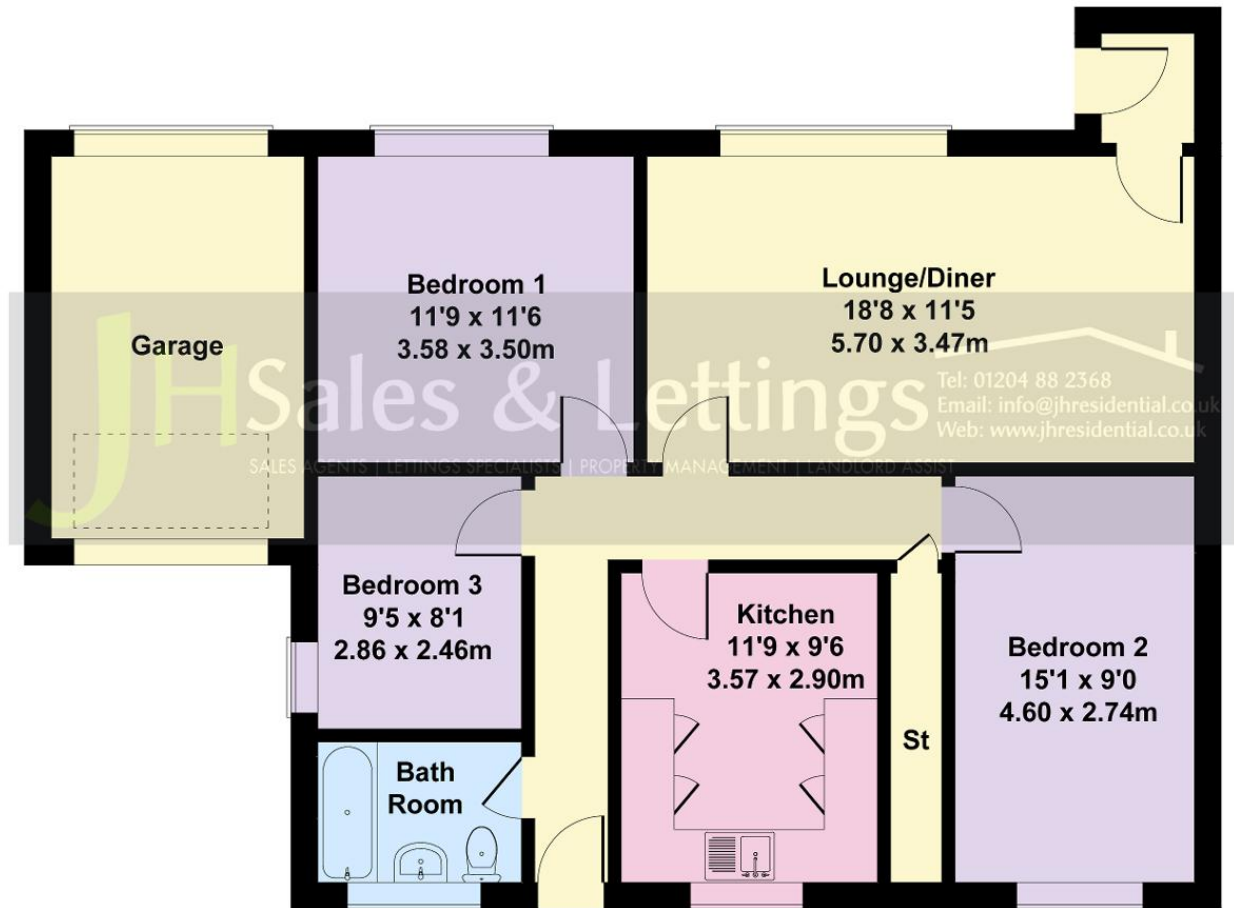 Bedroom 1
11'9 x 11'6
3.58 x 3.50m
Lounge/Diner
18'8 x 11'5
5.70 x 3.47m
Garage
JH Sales & Lettings
SALES AGENTS | LETTINGS SPECIALISTS | PROPERTY MANAGEMENT | LANDLORD ASSIST
Tel: 01204 88 2368
Email: info@jhresidential.co.uk
Web: www.jhresidential.co.uk
Bedroom 3
9'5 x 8'1
2.86 x 2.46m
Kitchen
11'9 x 9'6
3.57 x 2.90m
Bedroom 2
15'1 x 9'0
4.60 x 2.74m
St
Bath
Room